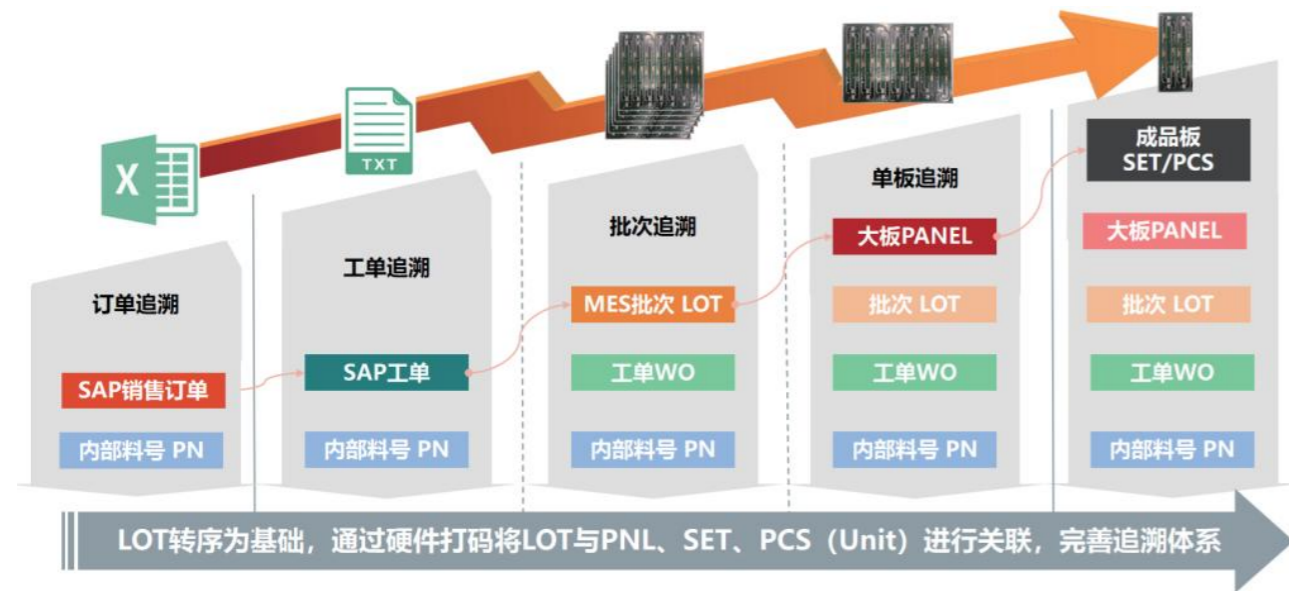 X
TXT
订单追溯
SAP销售订单
内部料号 PN
工单追溯
SAP工单
内部料号 PN
批次追溯
MES批次 LOT
工单WO
内部料号 PN
单板追溯
大板PANEL
批次 LOT
工单WO
内部料号 PN
成品板
SET/PCS
大板PANEL
批次 LOT
工单WO
内部料号 PN
LOT转序为基础，通过硬件打码将LOT与PNL、SET、PCS（Unit）进行关联，完善追溯体系